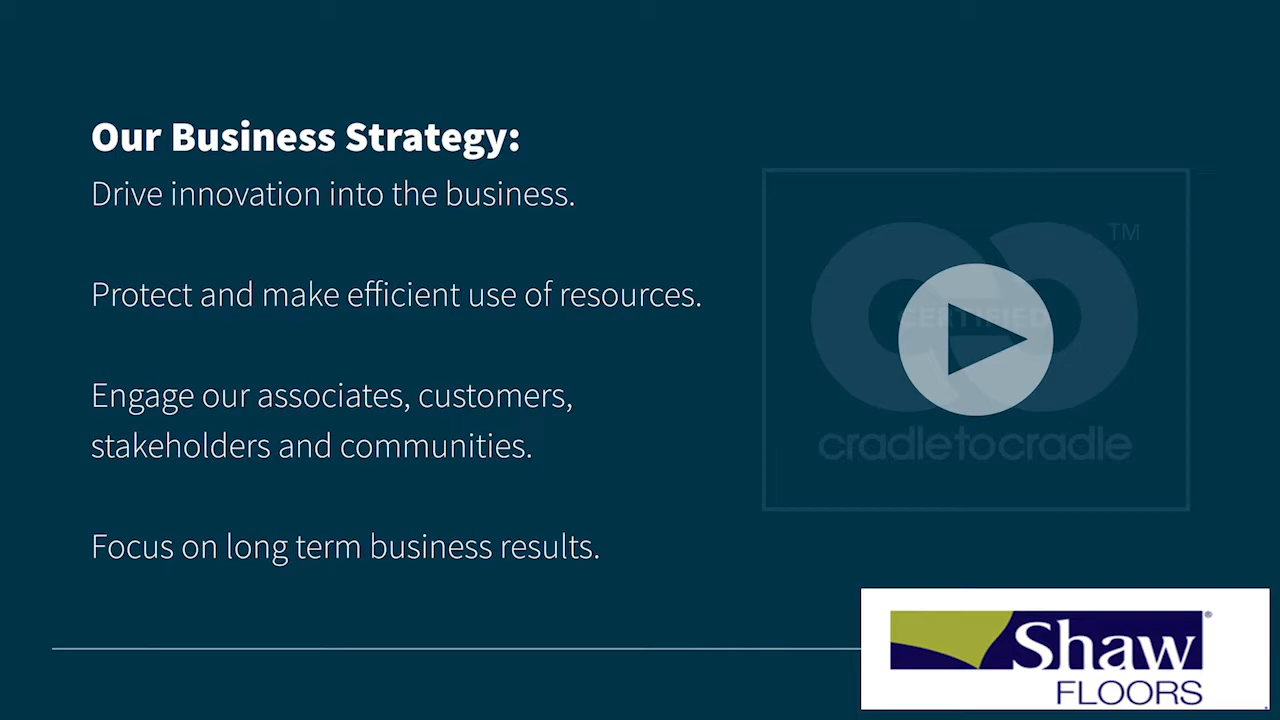 Our Business Strategy:
Drive innovation into the business.
Protect and make efficient use of resources.
Engage our associates, customers,
stakeholders and communities.
Focus on long term business results.
TM
CERTIFIED
cradletocradle
Shaw®
FLOORS